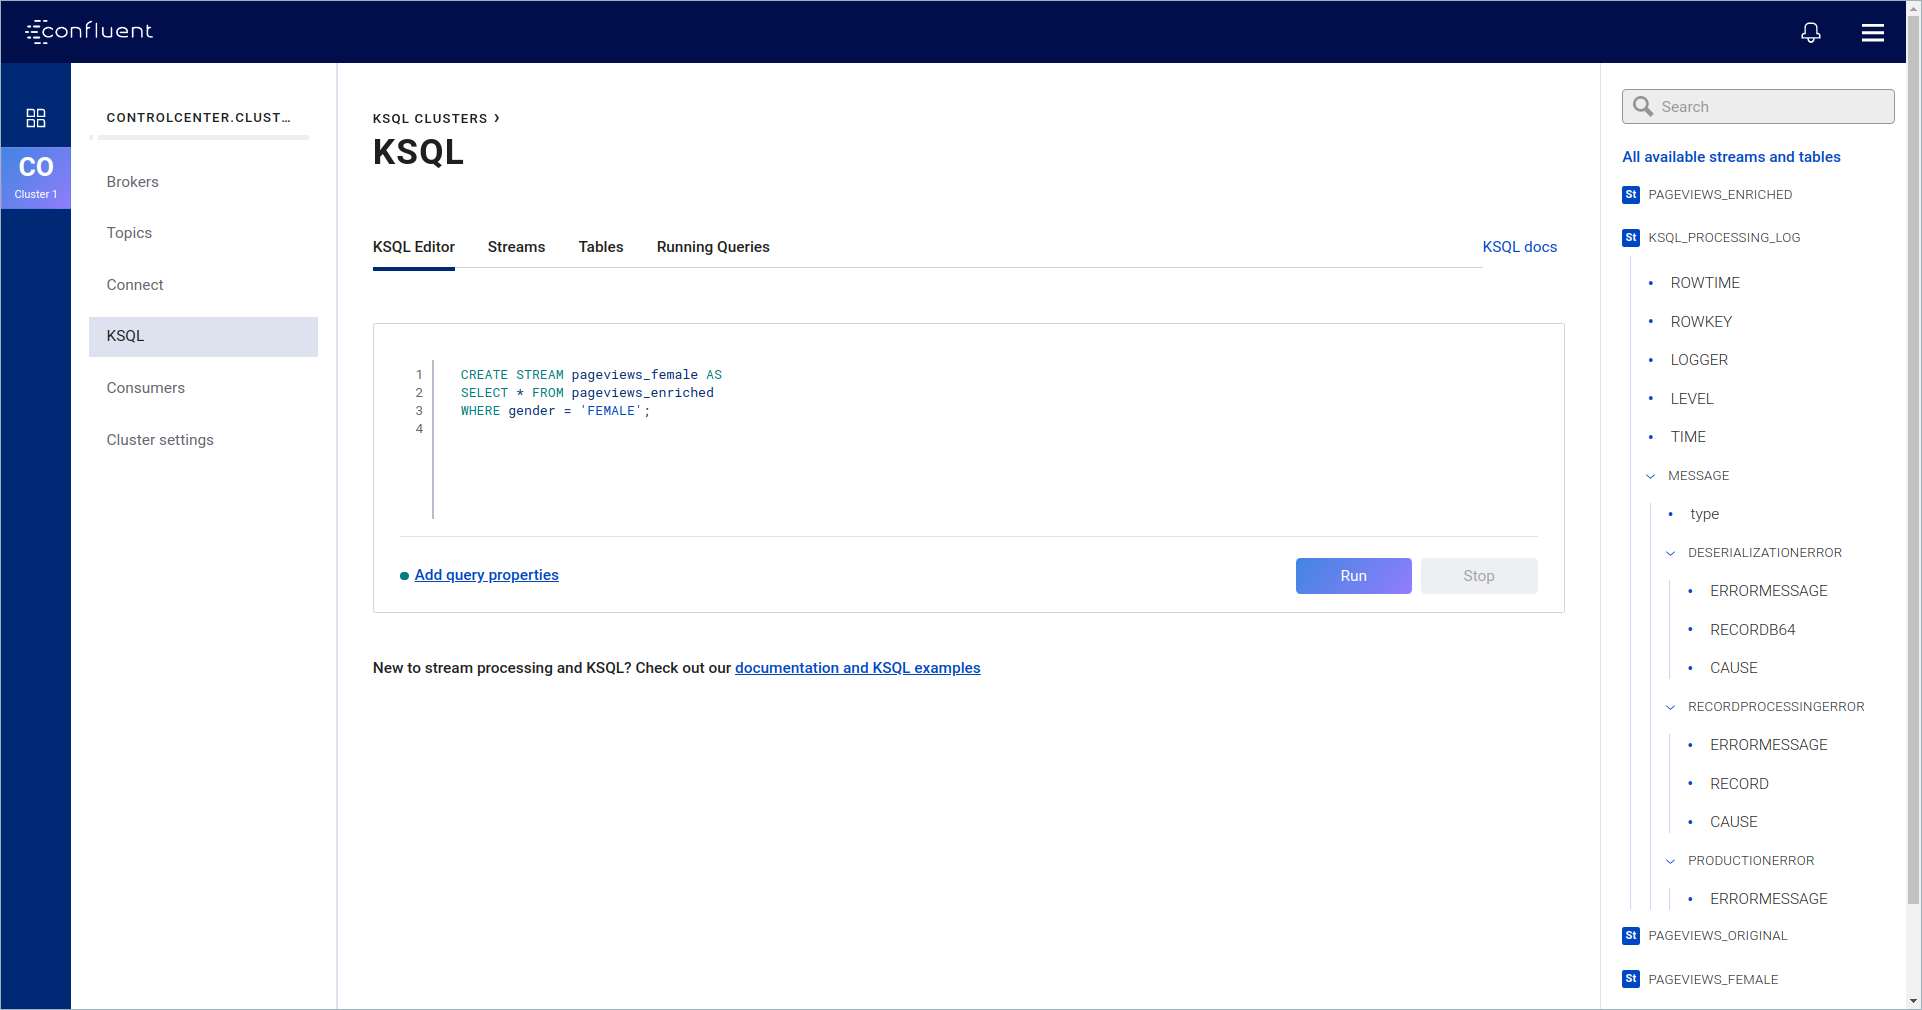 confluent
CO
Cluster 1
CONTROLCENTER.CLUST...
Brokers
Topics
Connect
KSQL
Consumers
Cluster settings
KSQL CLUSTERS >
KSQL
KSQL Editor Streams Tables Running Queries KSQL docs
1 CREATE STREAM pageviews_female AS
2 SELECT * FROM pageviews_enriched
3 WHERE gender = 'FEMALE';
4
Add query properties Run Stop
New to stream processing and KSQL? Check out our documentation and KSQL examples
Search
All available streams and tables
St PAGEVIEWS_ENRICHED
St KSQL_PROCESSING_LOG
• ROWTIME
• ROWKEY
• LOGGER
• LEVEL
• TIME
MESSAGE
• type
DESERIALIZATIONERROR
• ERRORMESSAGE
• RECORDB64
• CAUSE
RECORDPROCESSINGERROR
• ERRORMESSAGE
• RECORD
• CAUSE
PRODUCTIONERROR
• ERRORMESSAGE
St PAGEVIEWS_ORIGINAL
St PAGEVIEWS_FEMALE